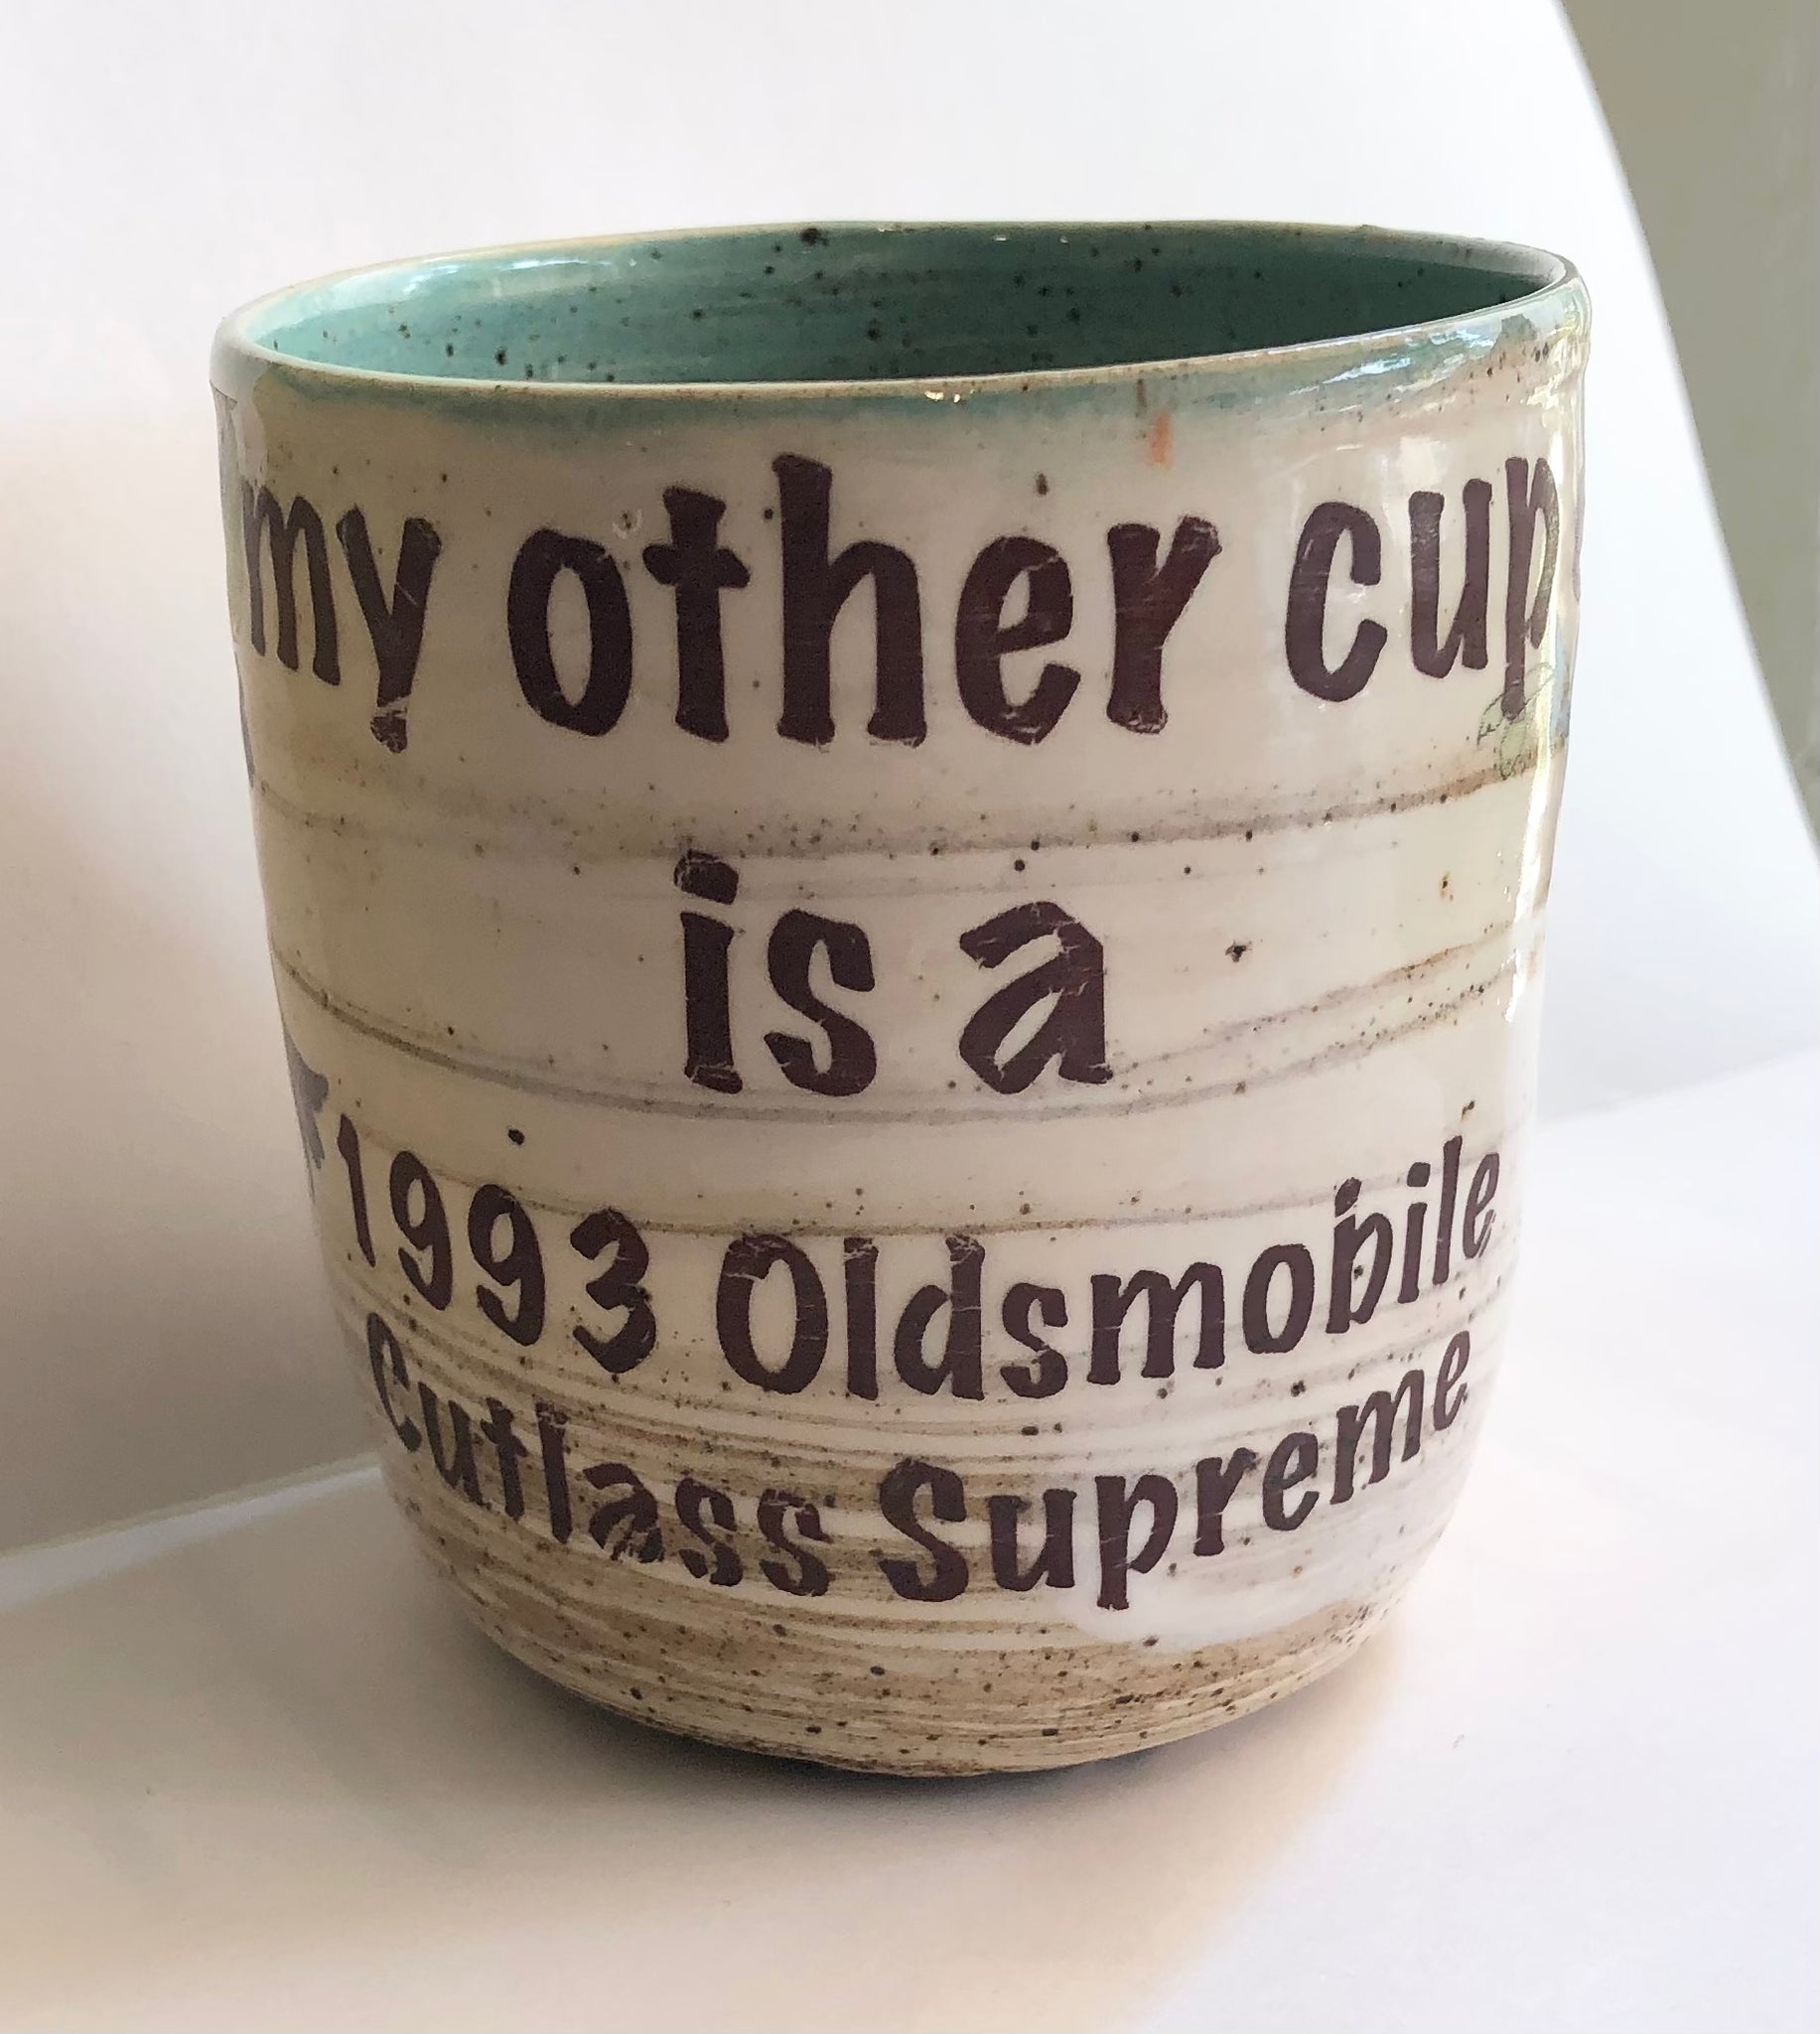 my other cup
is a
1993 Oldsmobile
Cutlass Supreme